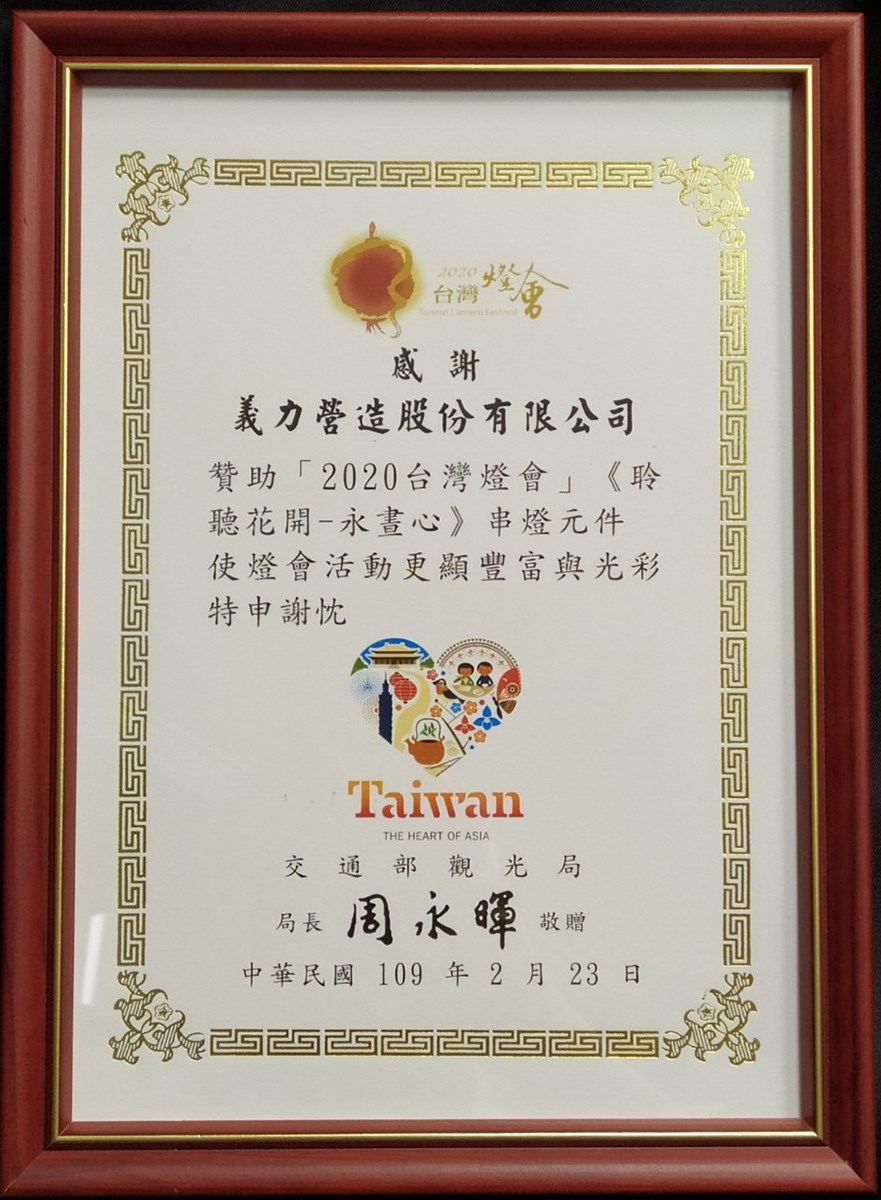 2020
台灣燈會
Taiwan Lantern Festival
感謝
義力營造股份有限公司
贊助「2020台灣燈會」《聆
聽花開-永晝心》串燈元件
使燈會活動更顯豐富與光彩
特申謝忱
Taiwan
THE HEART OF ASIA
交通部觀光局
局長 周永暉 敬贈
中華民國 109 年 2 月 23 日